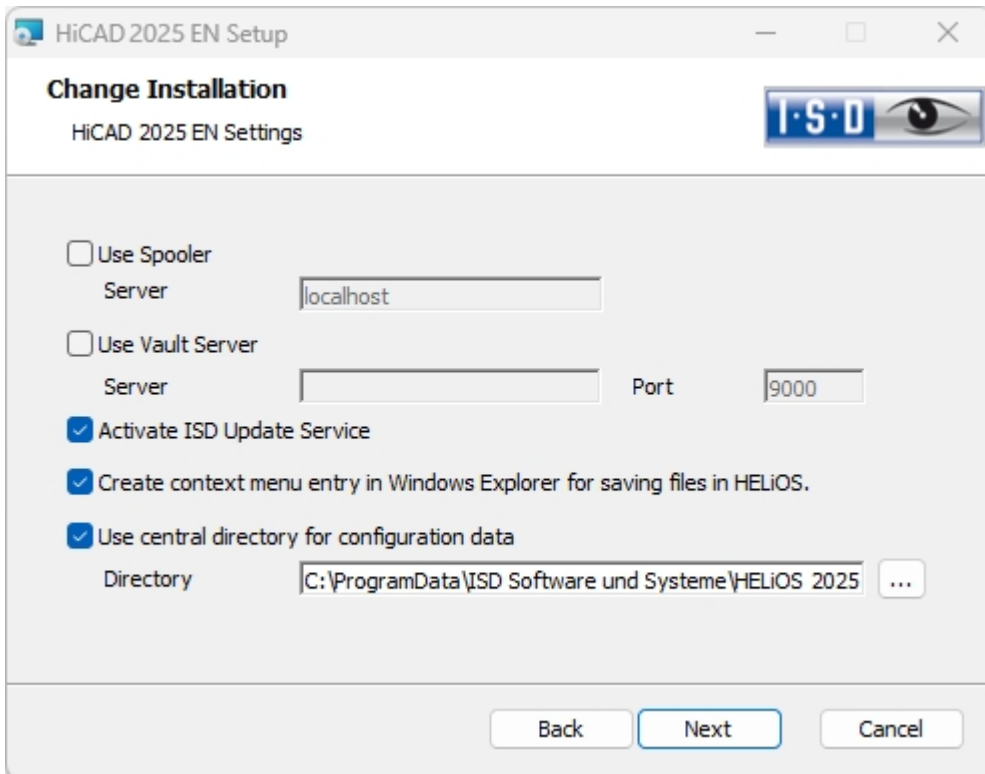 HiCAD 2025 EN Setup
Change Installation
HiCAD 2025 EN Settings
I·S·D
Use Spooler
Server localhost
Use Vault Server
Server Port 9000
Activate ISD Update Service
Create context menu entry in Windows Explorer for saving files in HELiOS.
Use central directory for configuration data
Directory C:\ProgramData\ISD Software und Systeme\HELiOS 2025 ...
Back Next Cancel